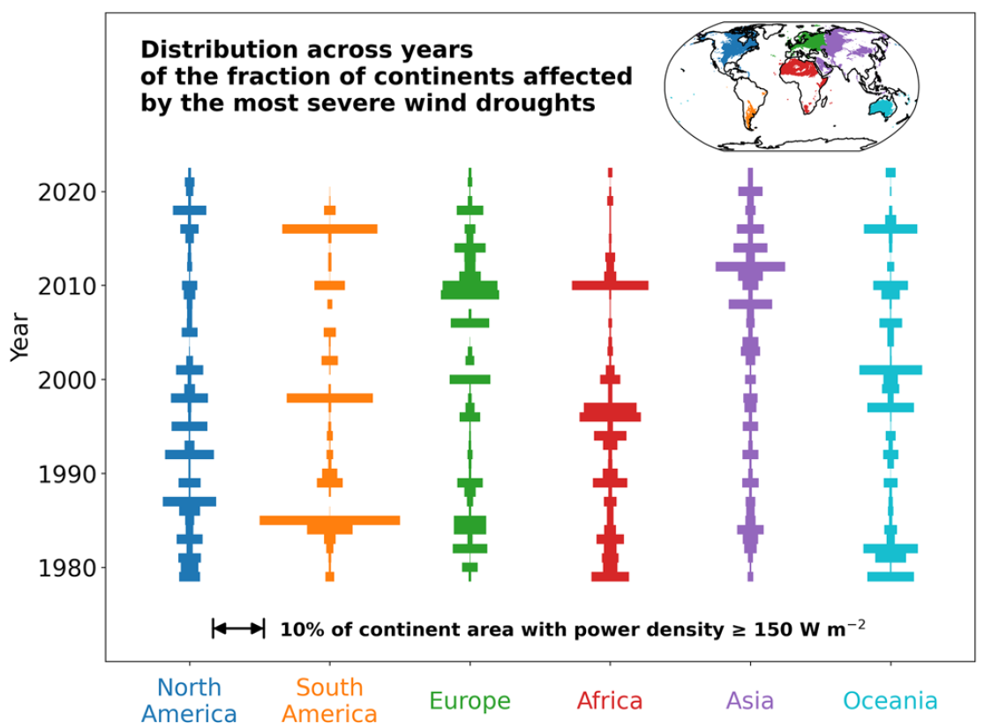 Distribution across years
of the fraction of continents affected
by the most severe wind droughts
2020
2010
2000
1990
1980
Year
10% of continent area with power density ≥ 150 W m⁻²
North
America
South
America
Europe
Africa
Asia
Oceania